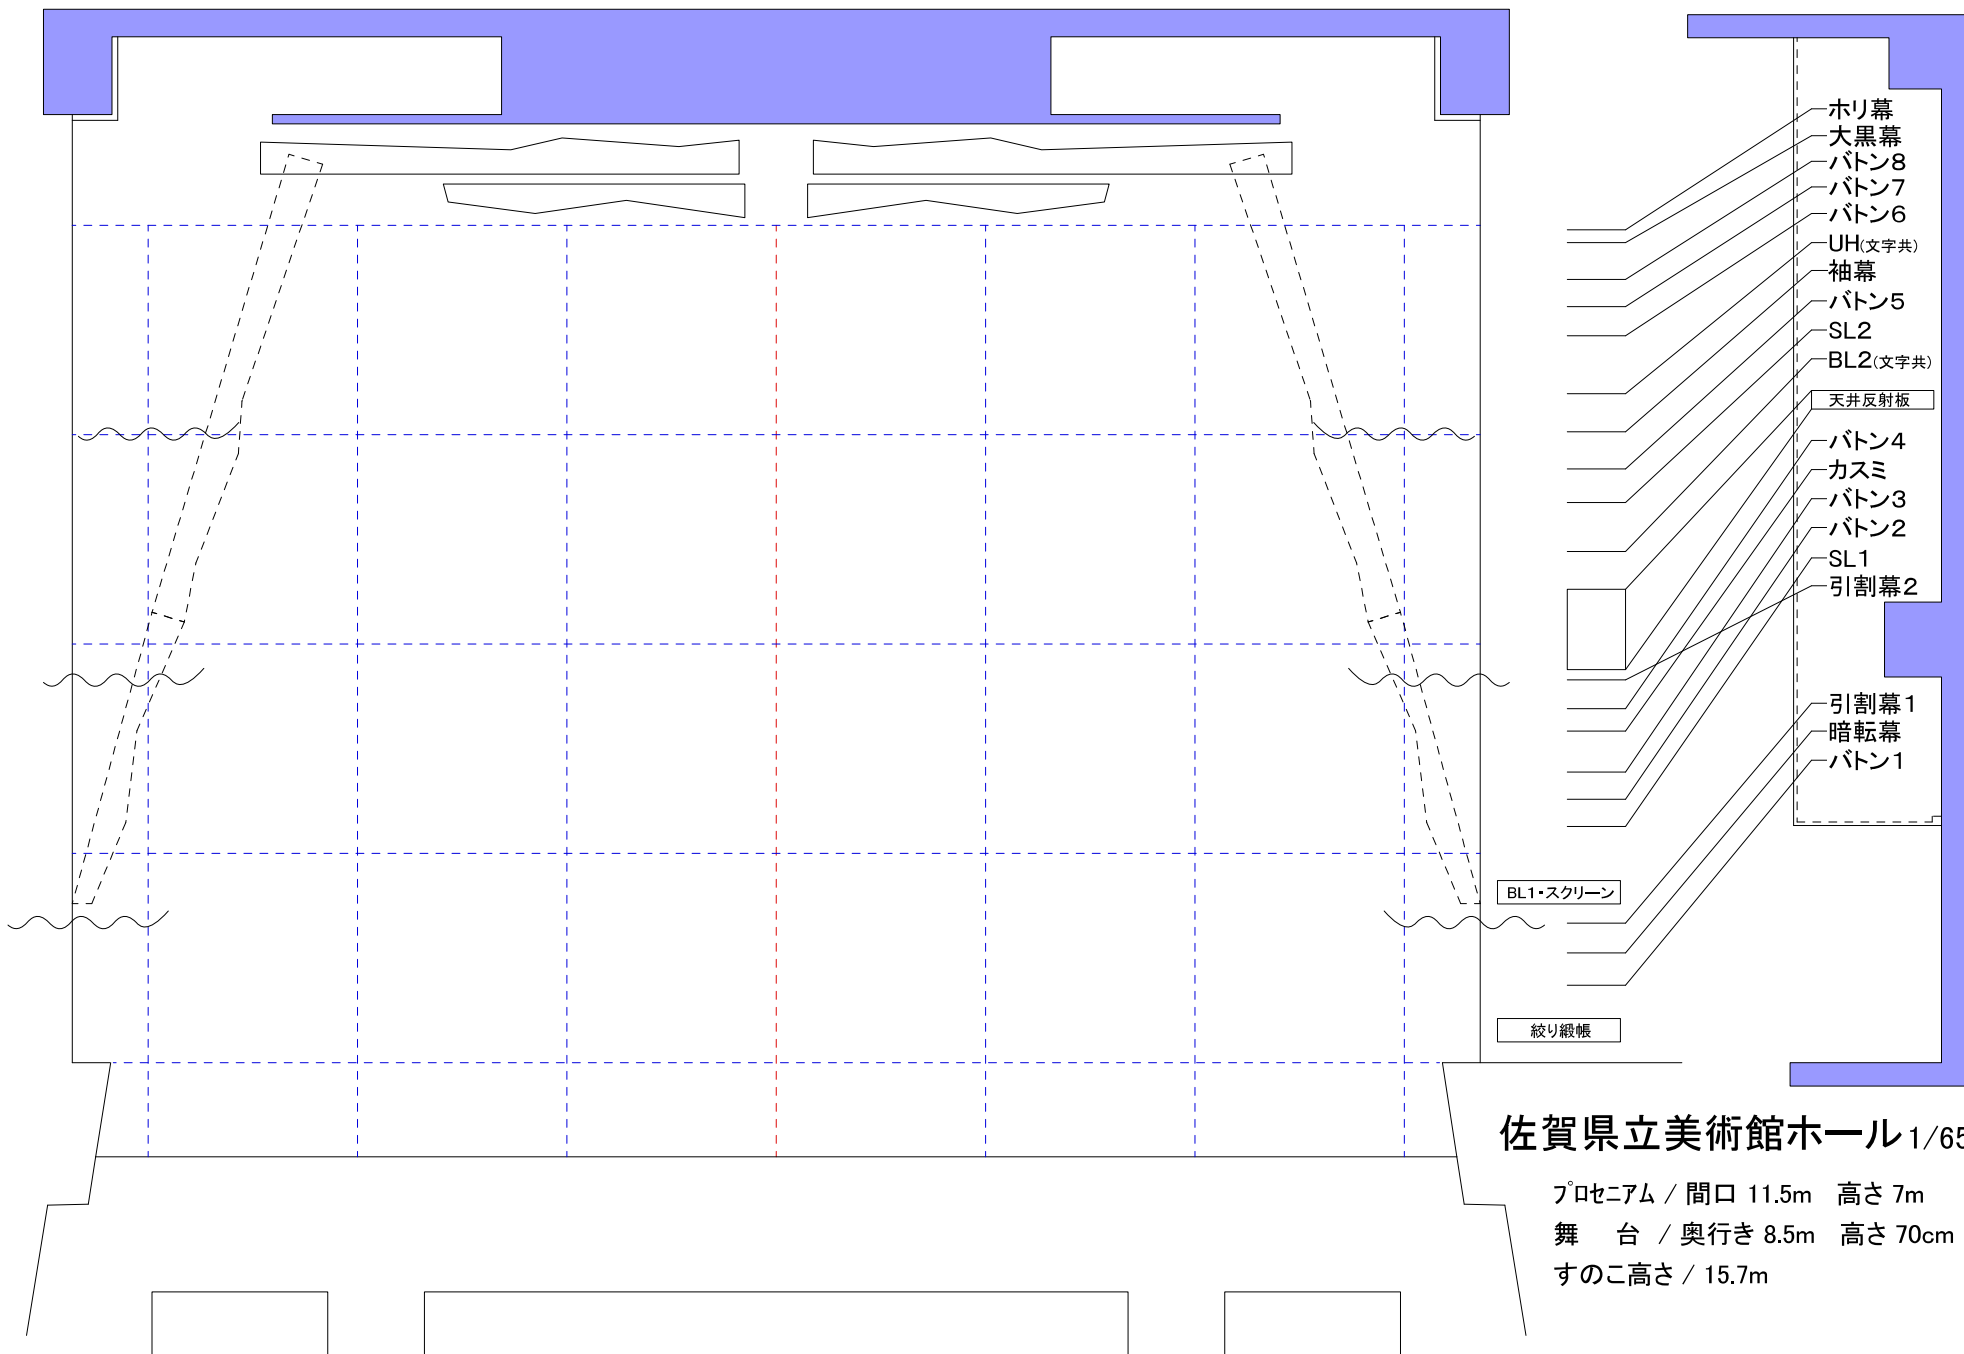 ホリ幕
大黒幕
バトン8
バトン7
バトン6
UH(文字共)
袖幕
バトン5
SL2
BL2(文字共)
天井反射板
バトン4
カスミ
バトン3
バトン2
SL1
引割幕2
引割幕1
暗転幕
バトン1
BL1・スクリーン
絞り緞帳
佐賀県立美術館ホール 1/65
プロセニアム / 間口 11.5m 高さ 7m
舞 台 / 奥行き 8.5m 高さ 70cm
すのこ高さ / 15.7m